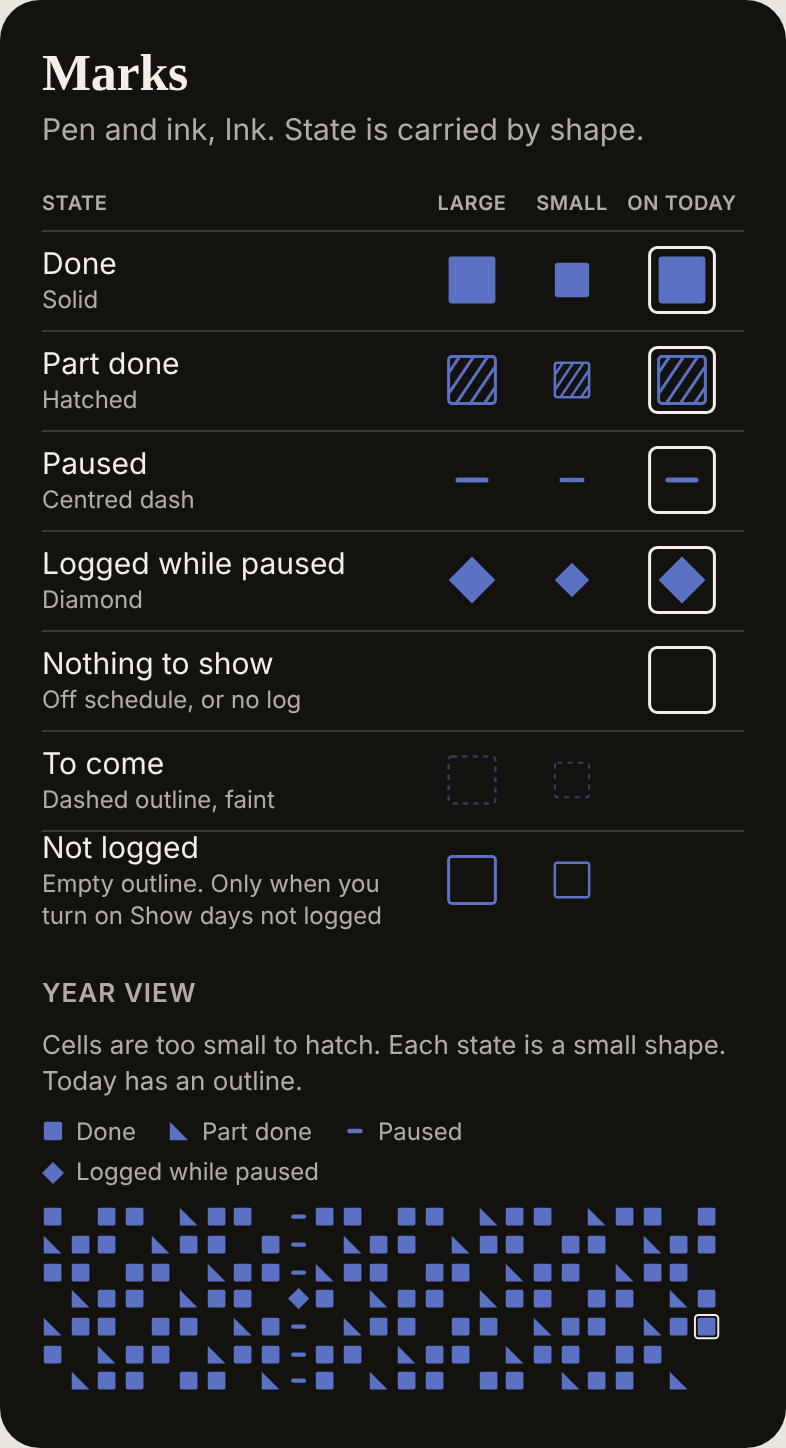 Marks
Pen and ink, Ink. State is carried by shape.
STATE LARGE SMALL ON TODAY
Done
Solid
Part done
Hatched
Paused
Centred dash
Logged while paused
Diamond
Nothing to show
Off schedule, or no log
To come
Dashed outline, faint
Not logged
Empty outline. Only when you
turn on Show days not logged
YEAR VIEW
Cells are too small to hatch. Each state is a small shape.
Today has an outline.
Done Part done Paused
Logged while paused